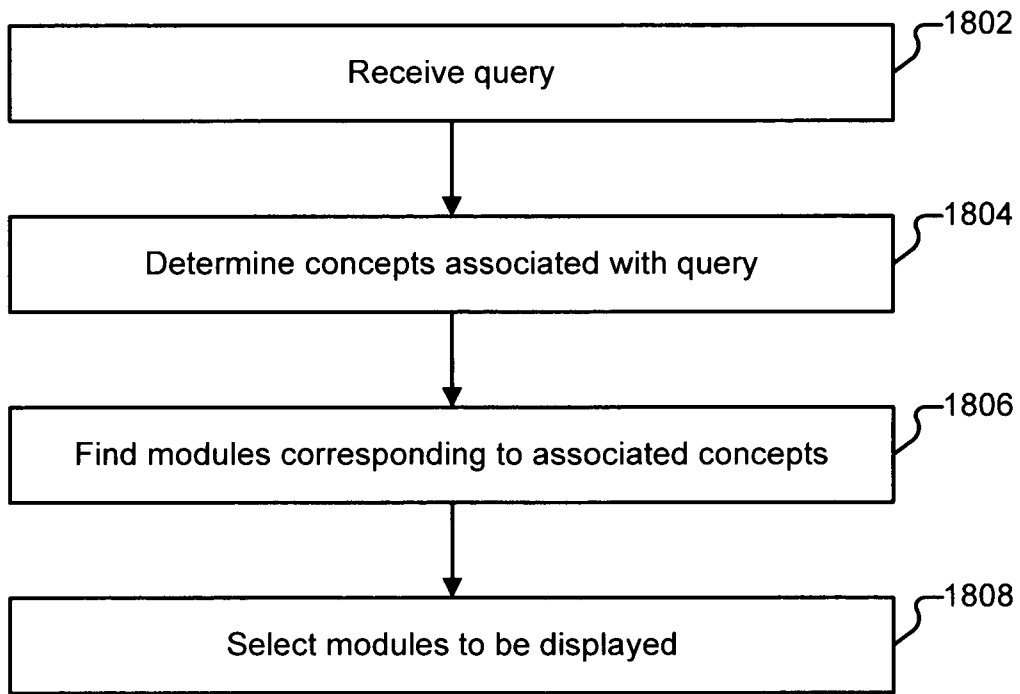 1802
Receive query
1804
Determine concepts associated with query
1806
Find modules corresponding to associated concepts
1808
Select modules to be displayed